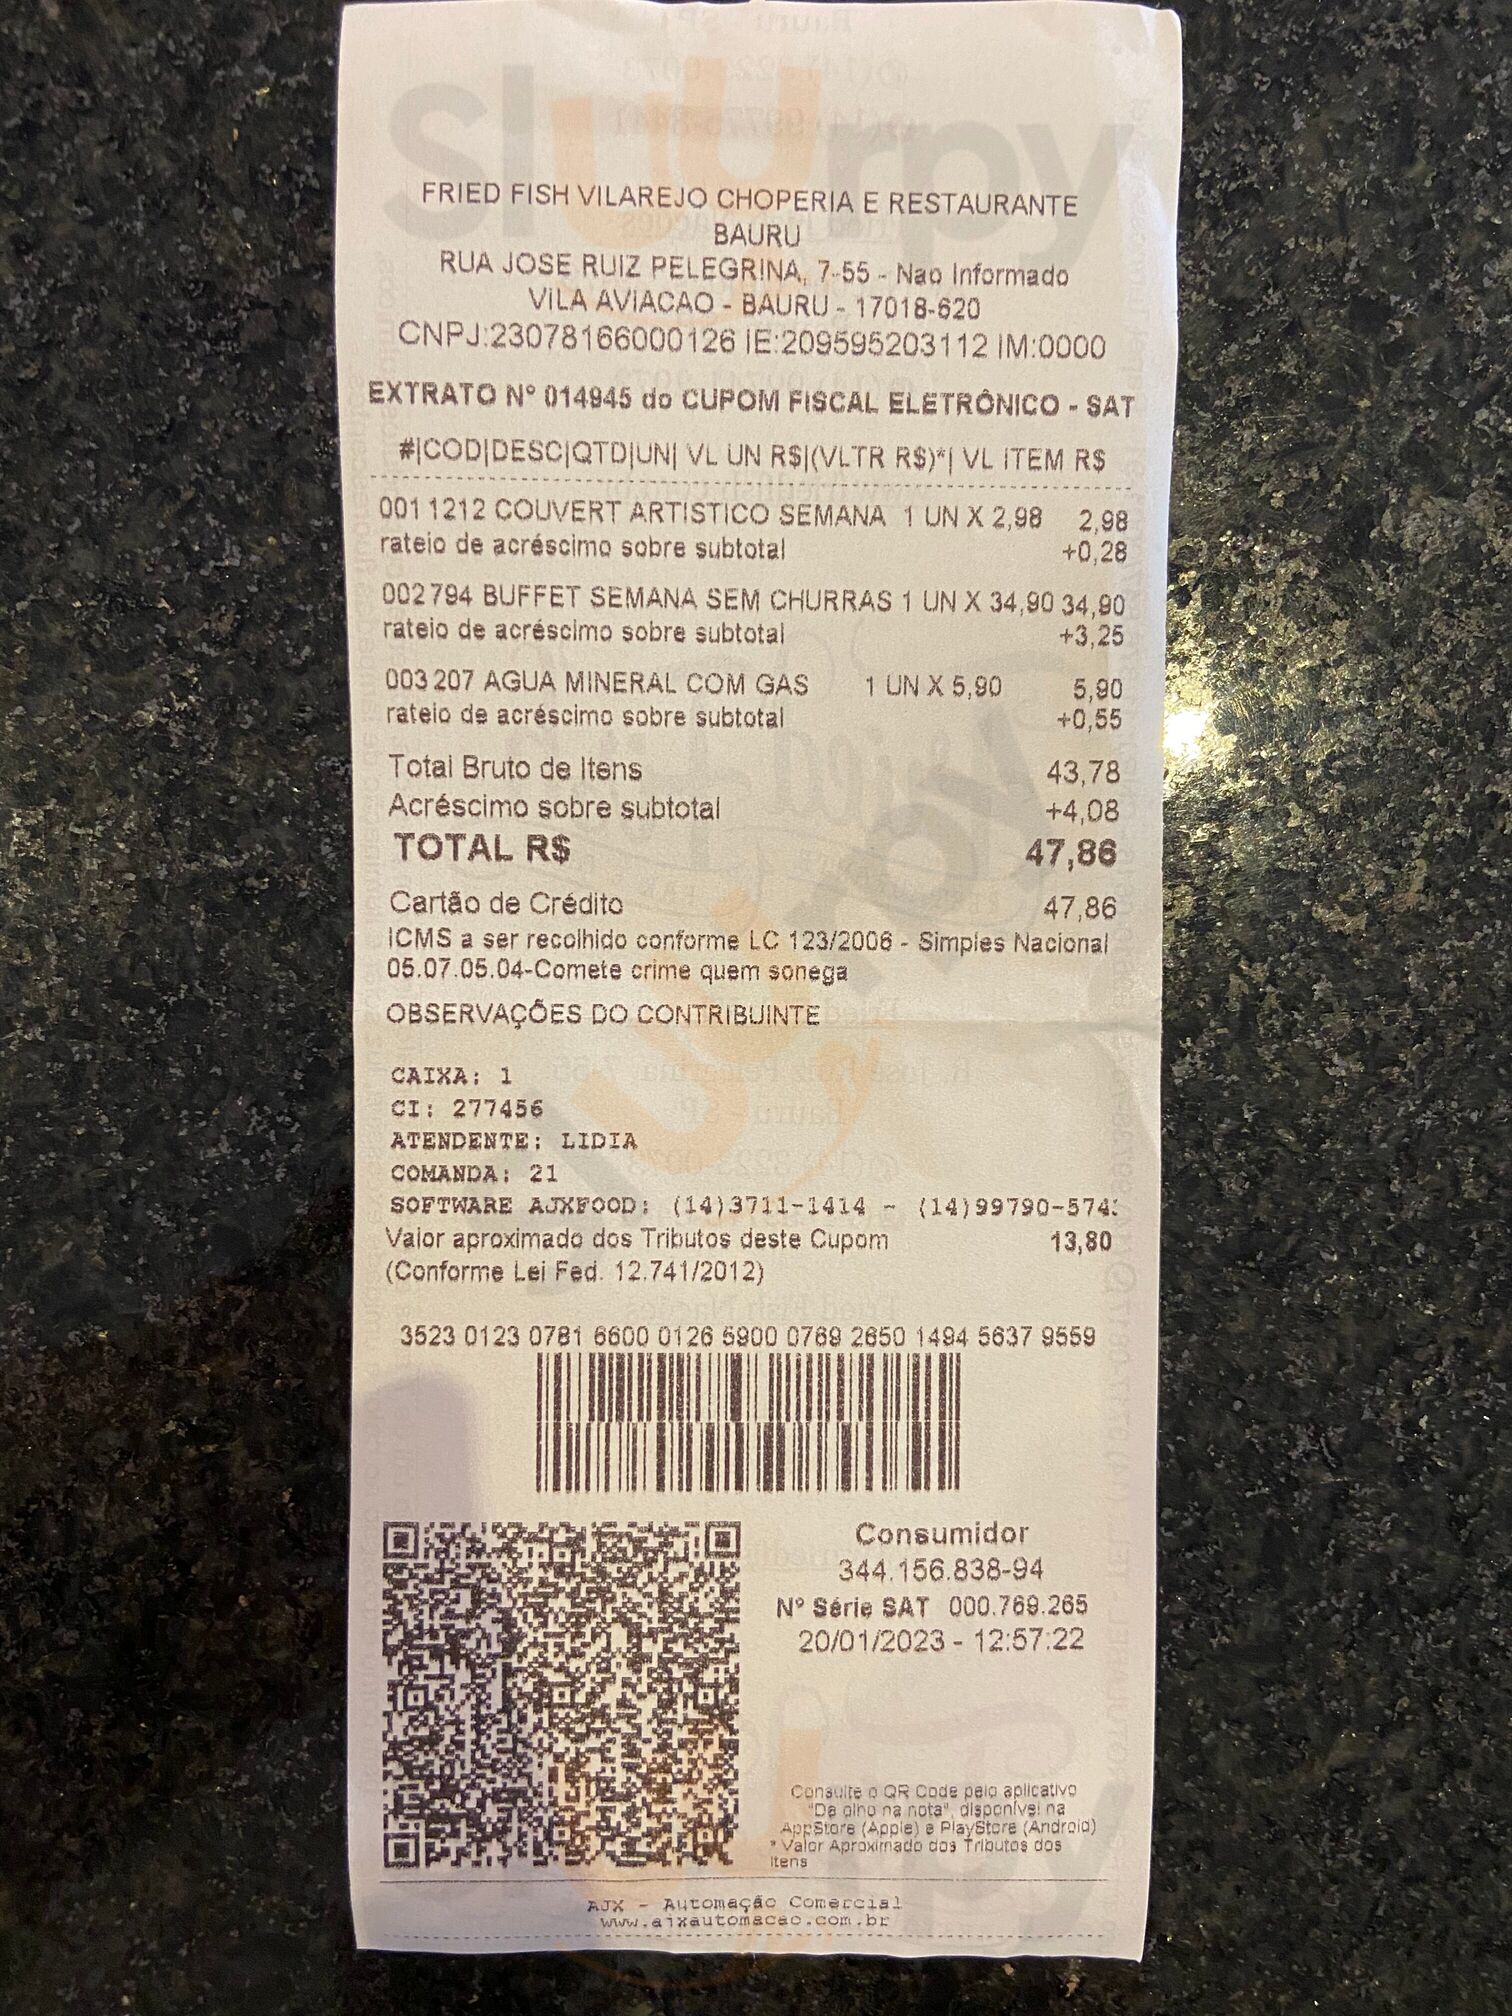 sluurpy
FRIED FISH VILAREJO CHOPERIA E RESTAURANTE
BAURU
RUA JOSE RUIZ PELEGRINA, 7-55 - Nao Informado
VILA AVIACAO - BAURU - 17018-620
CNPJ:23078166000126 IE:209595203112 IM:0000
EXTRATO Nº 014945 do CUPOM FISCAL ELETRÔNICO - SAT
#|COD|DESC|QTD|UN| VL UN R$|(VLTR R$)*| VL ITEM R$
001 1212 COUVERT ARTISTICO SEMANA 1 UN X 2,98 2,98
rateio de acréscimo sobre subtotal +0,28
002 794 BUFFET SEMANA SEM CHURRAS 1 UN X 34,90 34,90
rateio de acréscimo sobre subtotal +3,25
003 207 AGUA MINERAL COM GAS 1 UN X 5,90 5,90
rateio de acréscimo sobre subtotal +0,55
Total Bruto de Itens 43,78
Acréscimo sobre subtotal +4,08
TOTAL R$ 47,86
Cartão de Crédito 47,86
ICMS a ser recolhido conforme LC 123/2006 - Simples Nacional
05.07.05.04-Comete crime quem sonega
OBSERVAÇÕES DO CONTRIBUINTE
CAIXA: 1
CI: 277456
ATENDENTE: LIDIA
COMANDA: 21
SOFTWARE AJXFOOD: (14)3711-1414 - (14)99790-574
Valor aproximado dos Tributos deste Cupom 13,80
(Conforme Lei Fed. 12.741/2012)
3523 0123 0781 6600 0126 5900 0769 2650 1494 5637 9559
Consumidor
344.156.838-94
Nº Série SAT 000.769.265
20/01/2023 - 12:57:22
Consulte o QR Code pelo aplicativo
"De olho na nota", disponível na
AppStore (Apple) e PlayStore (Android)
* Valor Aproximado dos Tributos dos
Itens
AJX - Automação Comercial
www.ajxautomacao.com.br